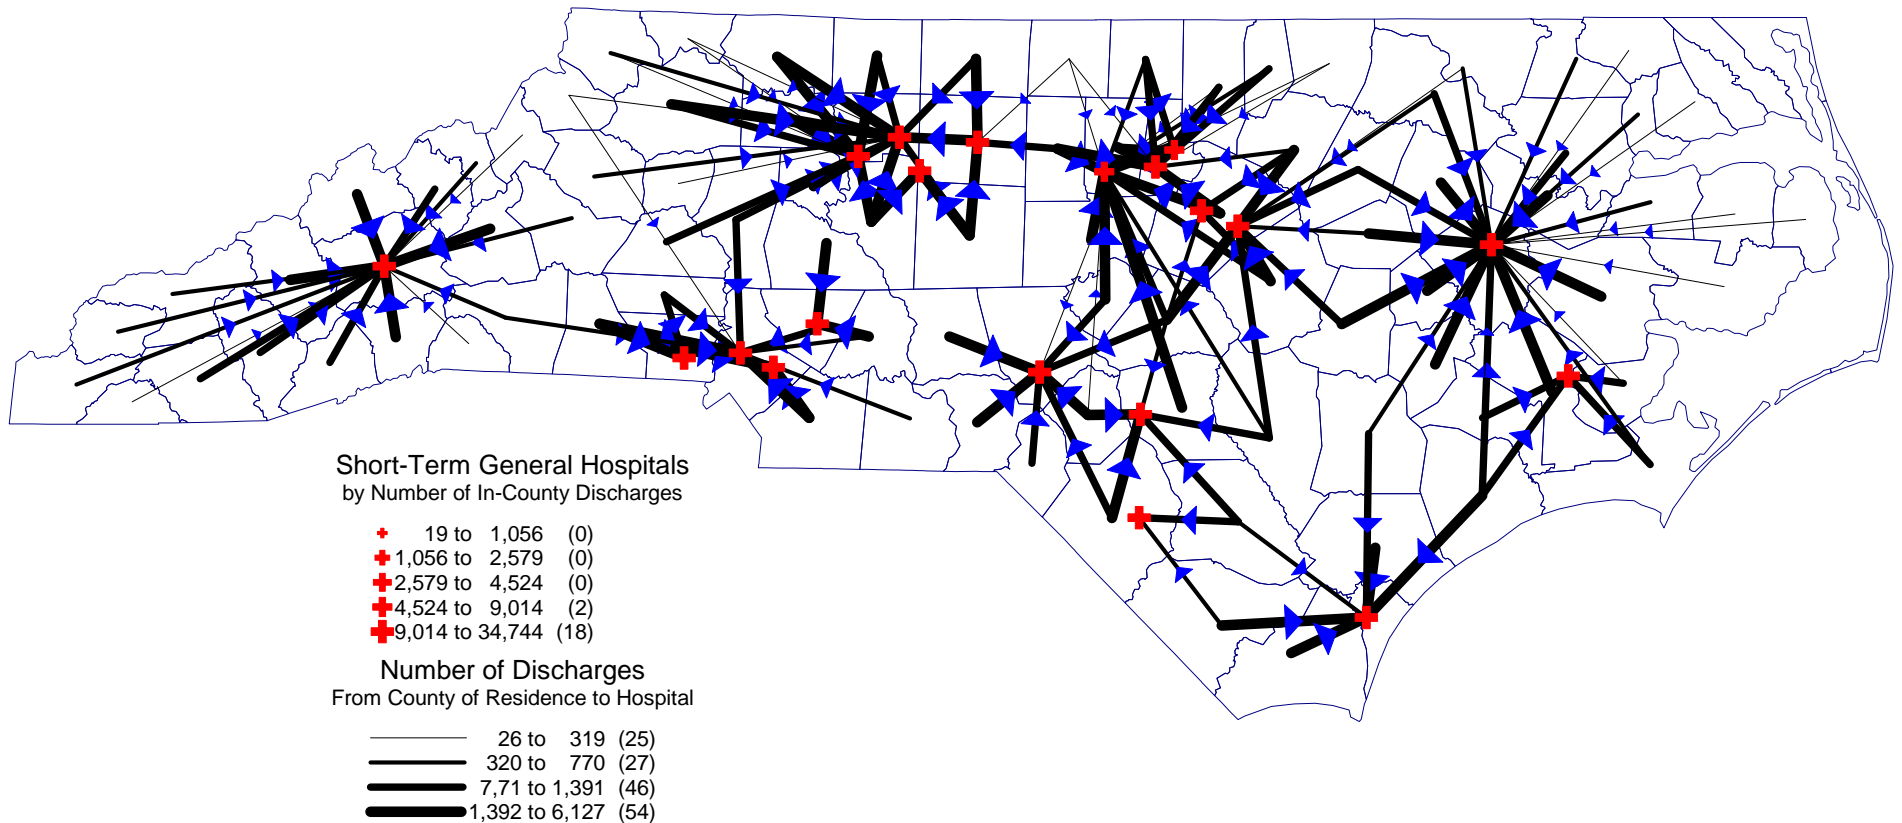 Short-Term General Hospitals
by Number of In-County Discharges
19 to 1,056 (0)
1,056 to 2,579 (0)
2,579 to 4,524 (0)
4,524 to 9,014 (2)
9,014 to 34,744 (18)
Number of Discharges
From County of Residence to Hospital
26 to 319 (25)
320 to 770 (27)
7,71 to 1,391 (46)
1,392 to 6,127 (54)